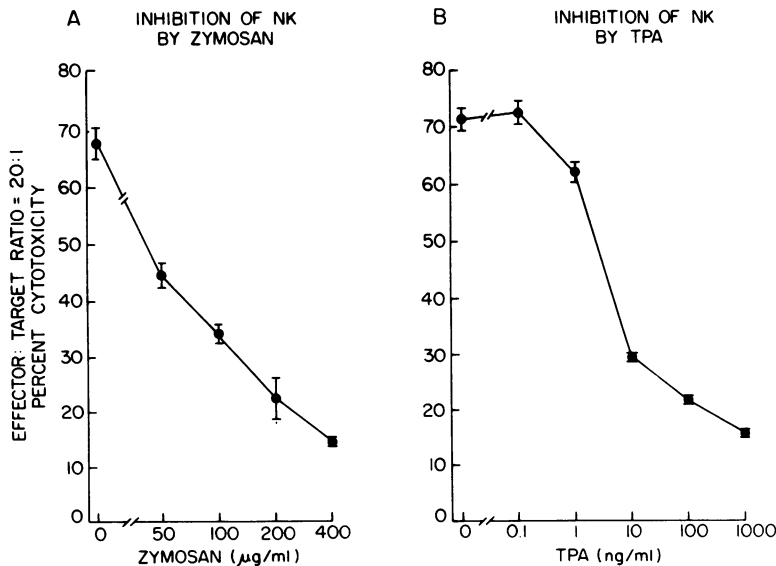 A
INHIBITION OF NK
BY ZYMOSAN
EFFECTOR: TARGET RATIO = 20:1
PERCENT CYTOTOXICITY
80
70
60
50
40
30
20
10
0
0 50 100 200 400
ZYMOSAN (µg/ml)
B
INHIBITION OF NK
BY TPA
80
70
60
50
40
30
20
10
0
0 0.1 1 10 100 1000
TPA (ng/ml)